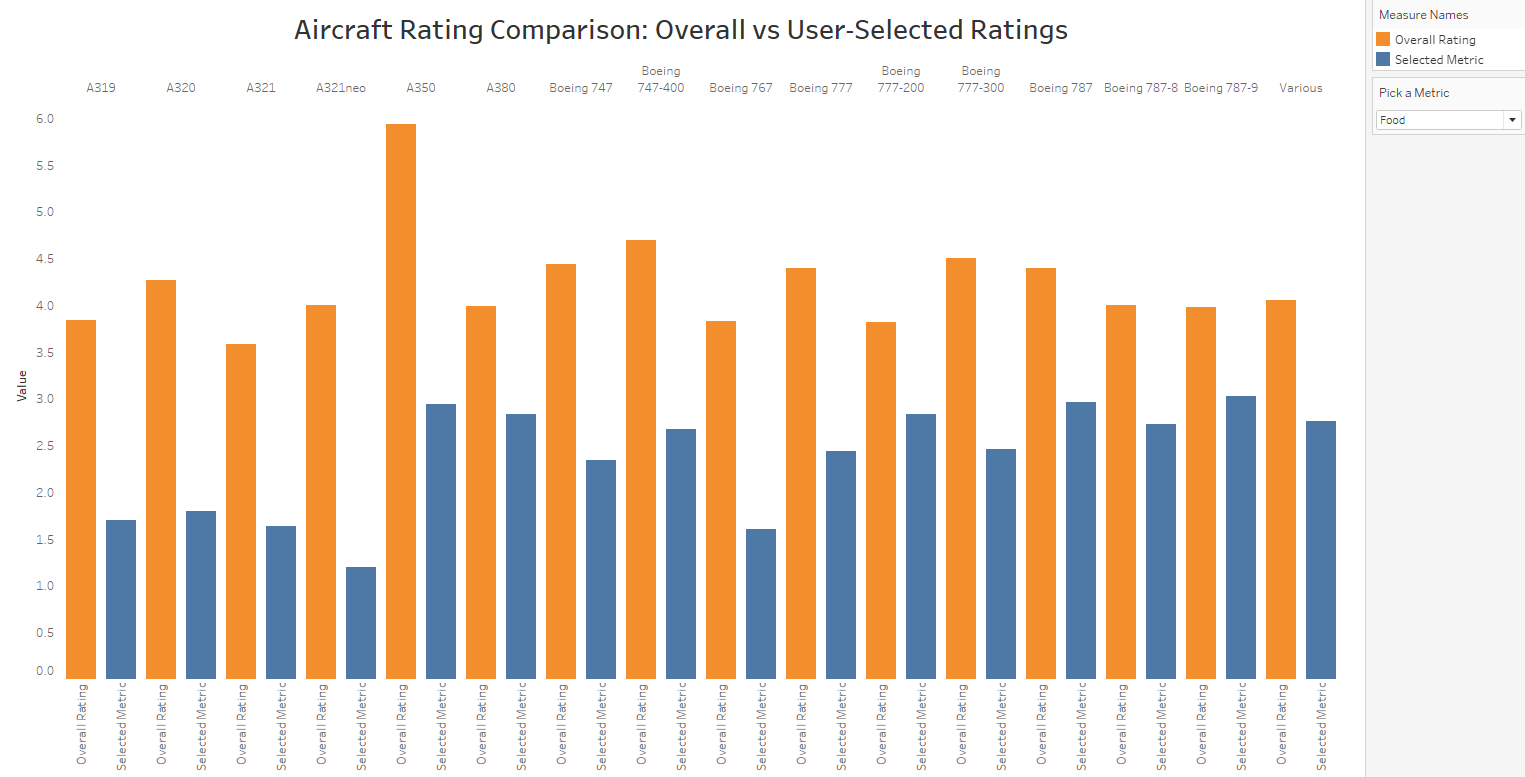 Aircraft Rating Comparison: Overall vs User-Selected Ratings
A319 A320 A321 A321neo A350 A380 Boeing 747 Boeing 747-400 Boeing 767 Boeing 777 Boeing 777-200 Boeing 777-300 Boeing 787 Boeing 787-8 Boeing 787-9 Various
6.0
5.5
5.0
4.5
4.0
3.5
3.0
2.5
2.0
1.5
1.0
0.5
0.0
Value
Overall Rating Selected Metric Overall Rating Selected Metric Overall Rating Selected Metric Overall Rating Selected Metric Overall Rating Selected Metric Overall Rating Selected Metric Overall Rating Selected Metric Overall Rating Selected Metric Overall Rating Selected Metric Overall Rating Selected Metric Overall Rating Selected Metric Overall Rating Selected Metric Overall Rating Selected Metric Overall Rating Selected Metric Overall Rating Selected Metric Overall Rating Selected Metric
Measure Names
Overall Rating
Selected Metric
Pick a Metric
Food